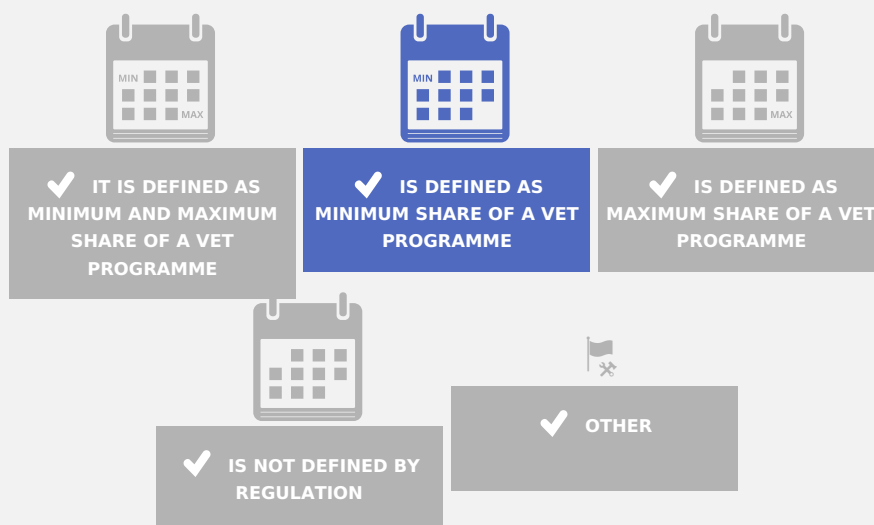 MIN
MAX
IT IS DEFINED AS
MINIMUM AND MAXIMUM
SHARE OF A VET
PROGRAMME
MIN
IS DEFINED AS
MINIMUM SHARE OF A VET
PROGRAMME
MAX
IS DEFINED AS
MAXIMUM SHARE OF A VET
PROGRAMME
IS NOT DEFINED BY
REGULATION
OTHER